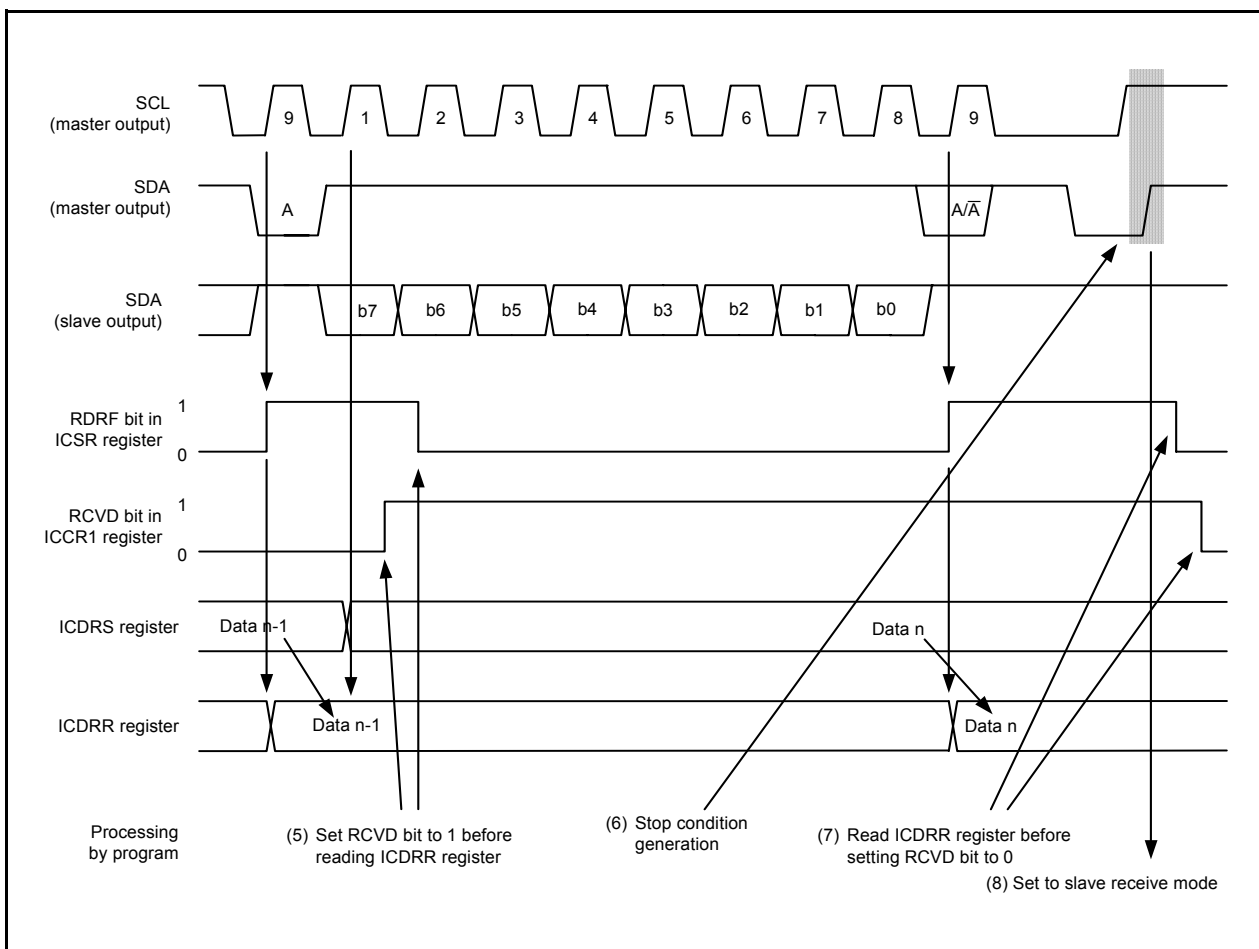 SCL
(master output)
9 1 2 3 4 5 6 7 8 9
SDA
(master output)
A A/A̅
SDA
(slave output)
b7 b6 b5 b4 b3 b2 b1 b0
RDRF bit in
ICSR register
1
0
RCVD bit in
ICCR1 register
1
0
ICDRS register
Data n-1 Data n
ICDRR register
Data n-1 Data n
Processing
by program
(5) Set RCVD bit to 1 before
reading ICDRR register
(6) Stop condition
generation
(7) Read ICDRR register before
setting RCVD bit to 0
(8) Set to slave receive mode